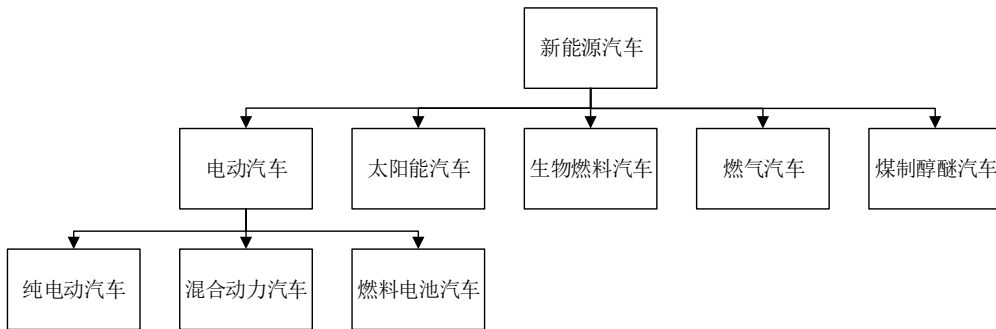 新能源汽车
电动汽车
太阳能汽车
生物燃料汽车
燃气汽车
煤制醇醚汽车
纯电动汽车
混合动力汽车
燃料电池汽车